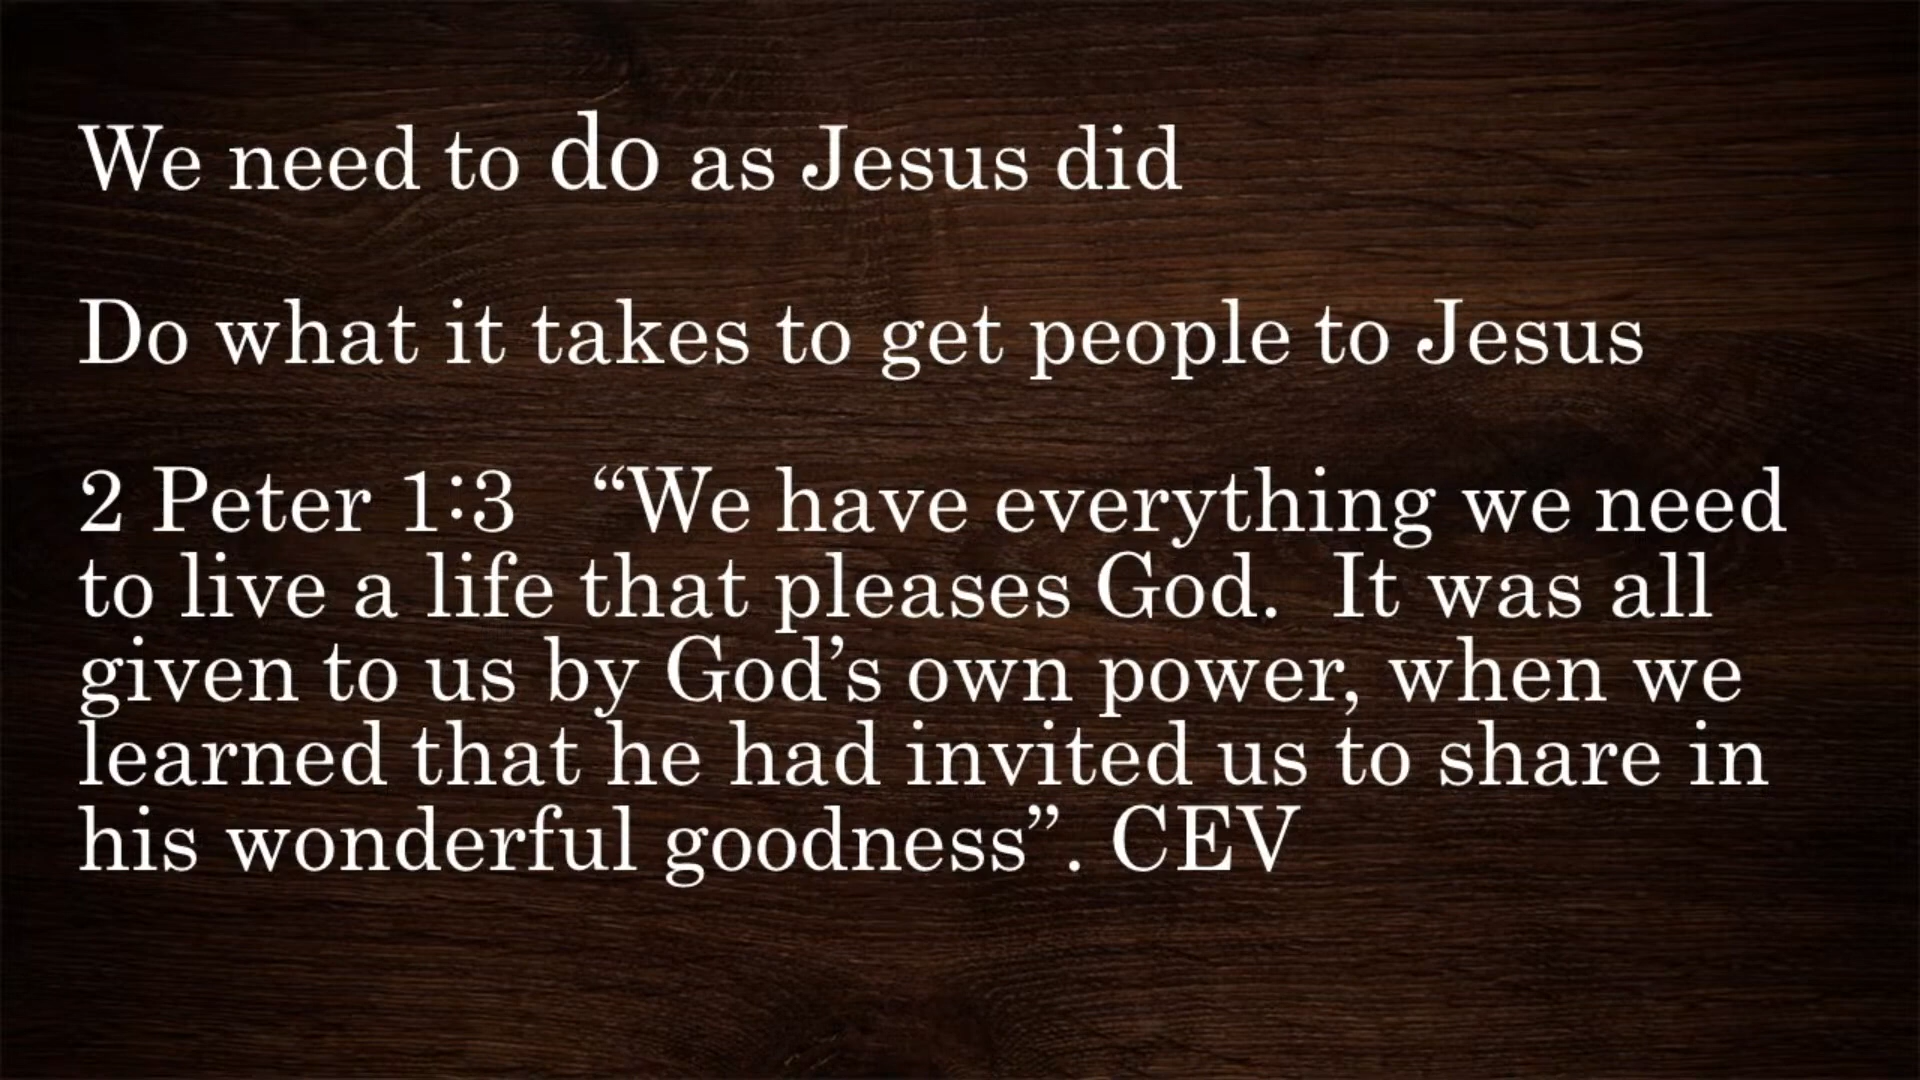 We need to do as Jesus did
Do what it takes to get people to Jesus
2 Peter 1:3 “We have everything we need
to live a life that pleases God. It was all
given to us by God’s own power, when we
learned that he had invited us to share in
his wonderful goodness”. CEV